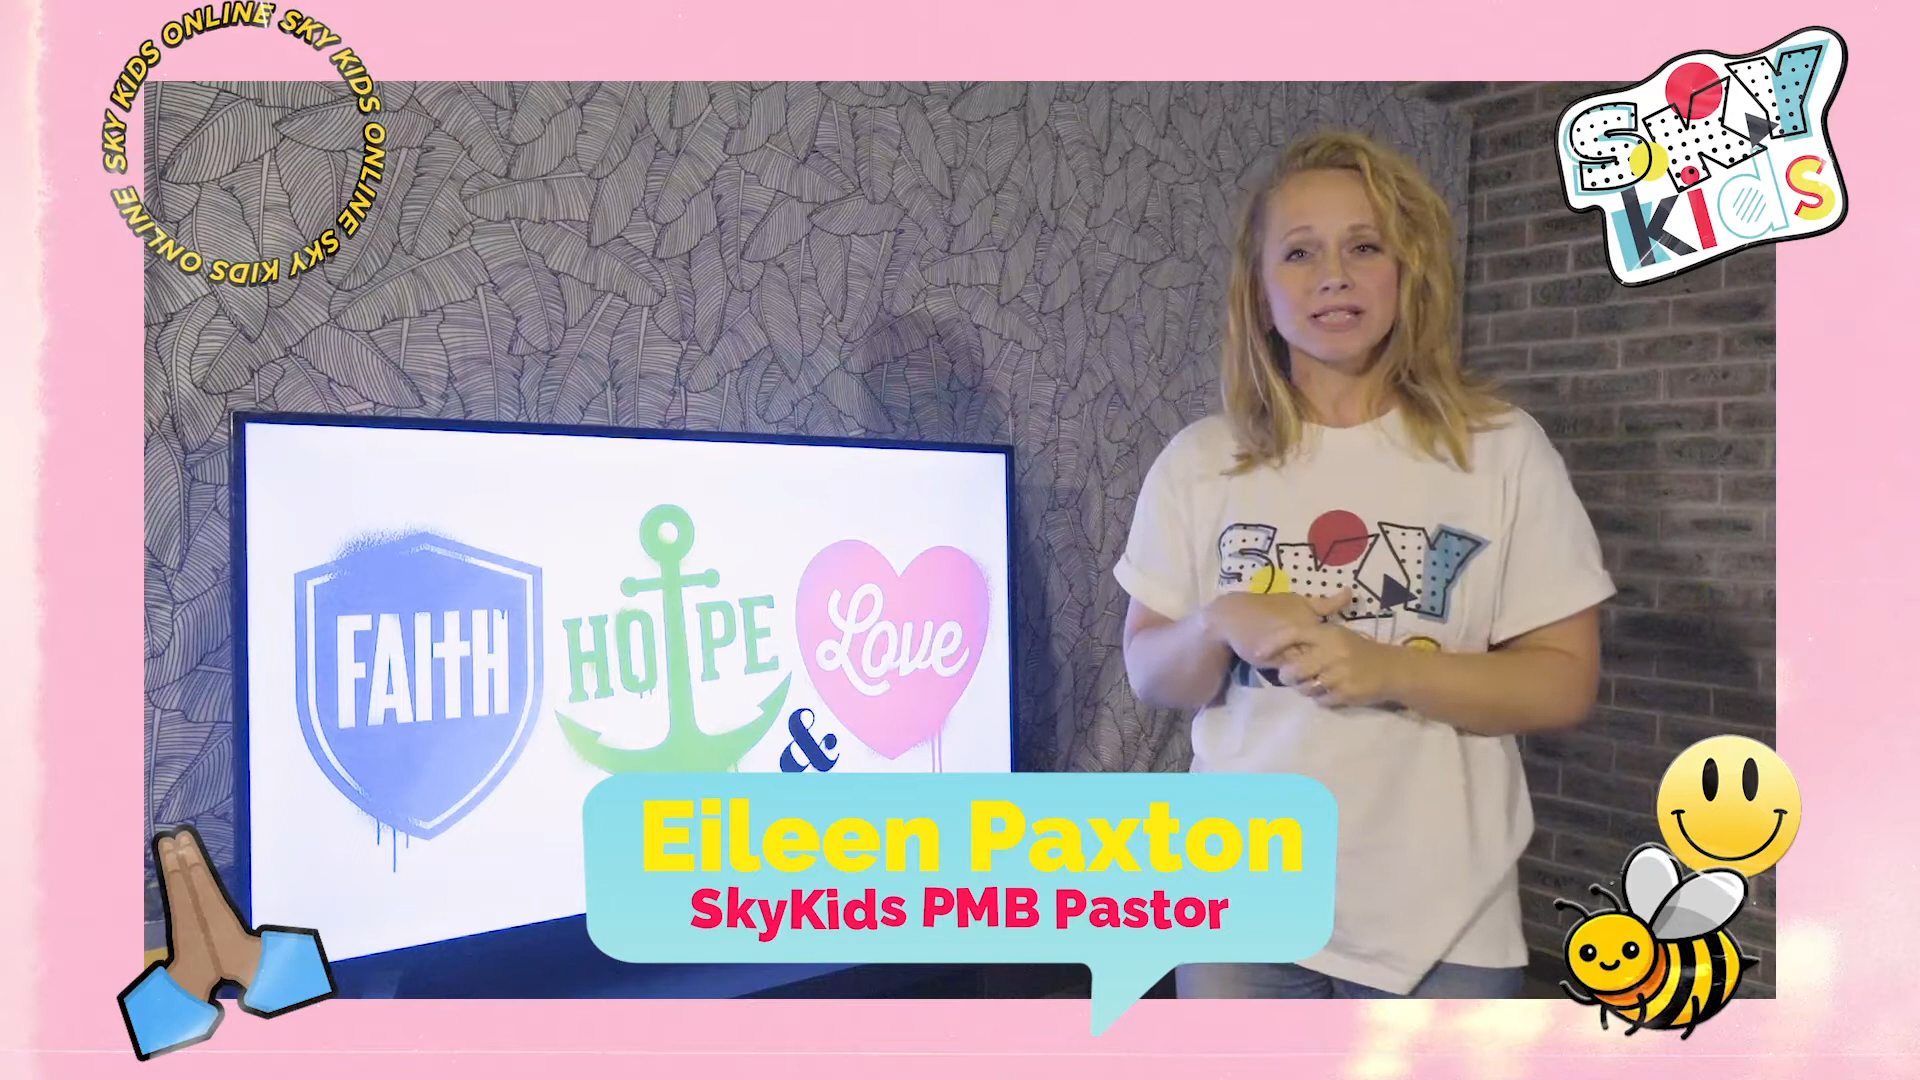 SKY KIDS ONLINE SKY KIDS ONLINE SKY KIDS ONLINE
SKY
kids
FAITH
HOPE
&
Love
SKY
Eileen Paxton
SkyKids PMB Pastor